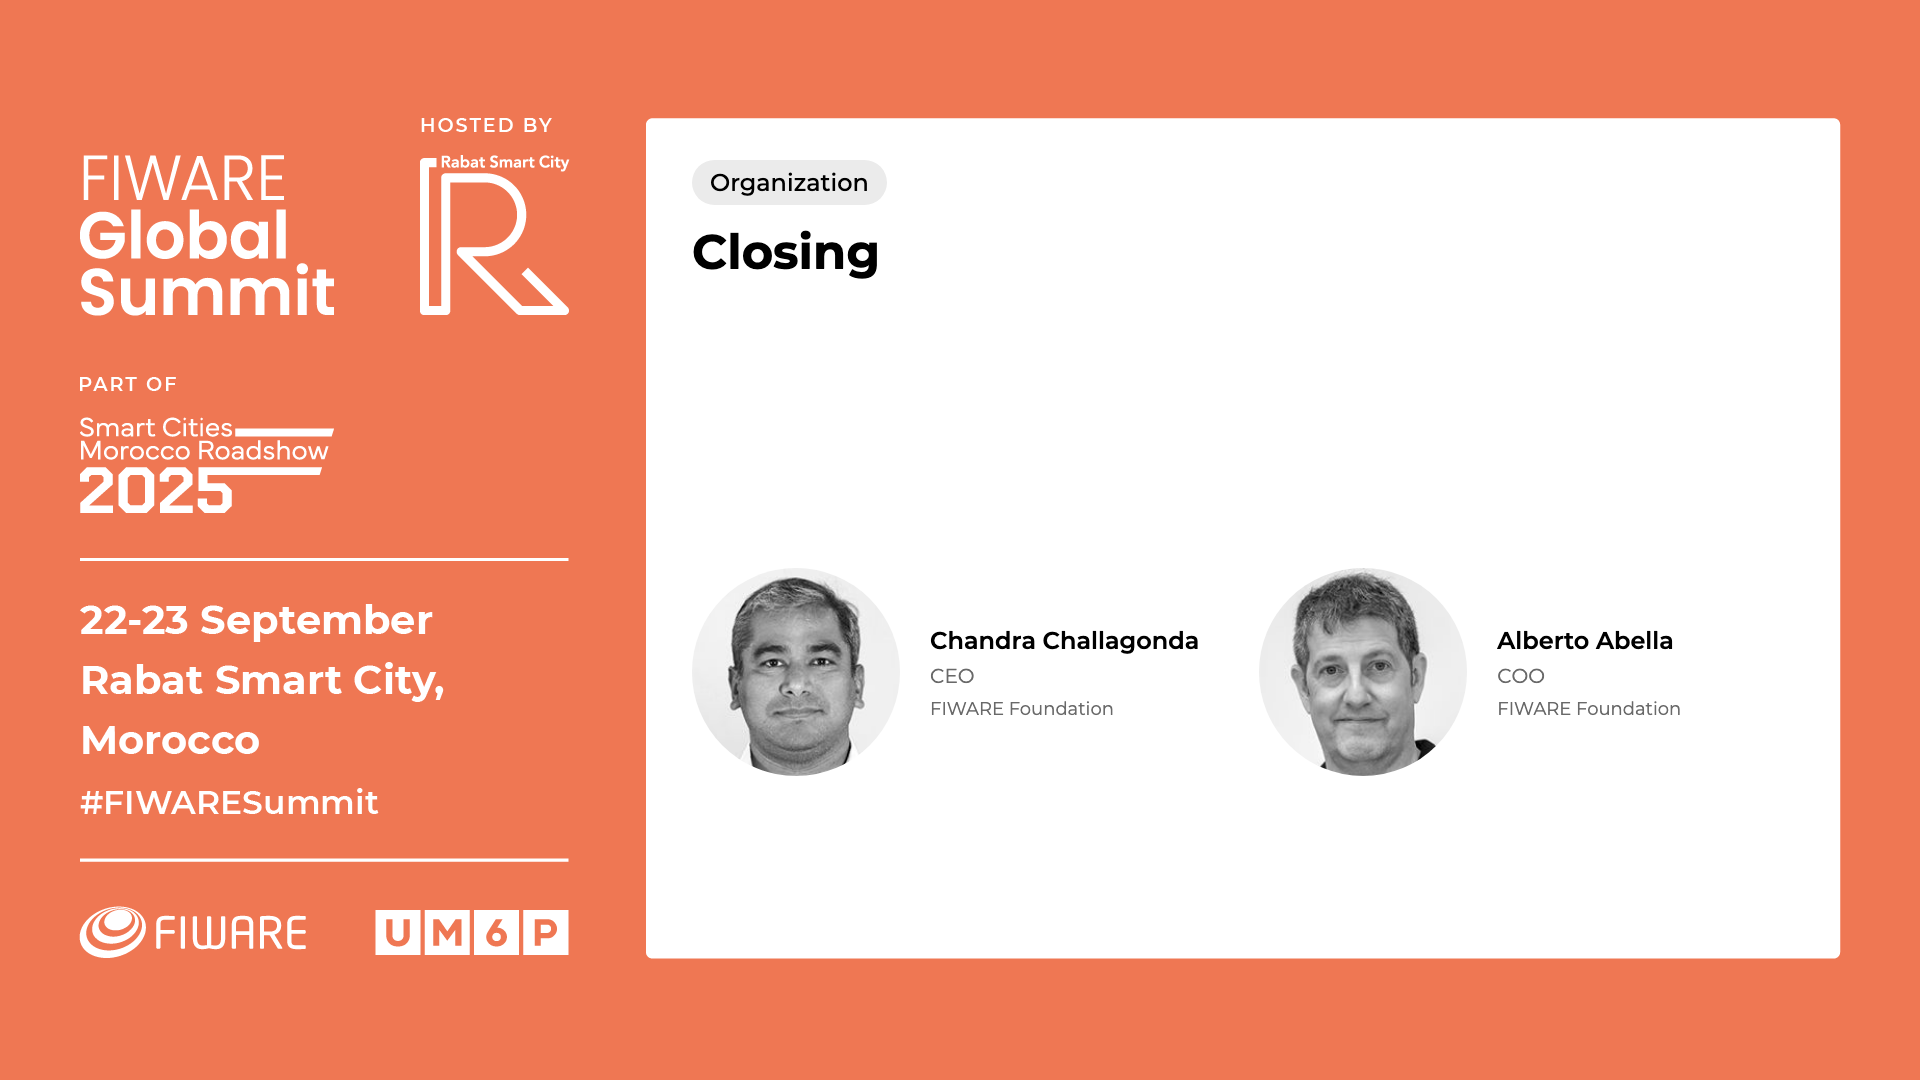 FIWARE
Global
Summit
HOSTED BY
Rabat Smart City
R
PART OF
Smart Cities
Morocco Roadshow
2025
22-23 September
Rabat Smart City,
Morocco
#FIWARESummit
FIWARE
UM6P
Organization
Closing
Chandra Challagonda
CEO
FIWARE Foundation
Alberto Abella
COO
FIWARE Foundation